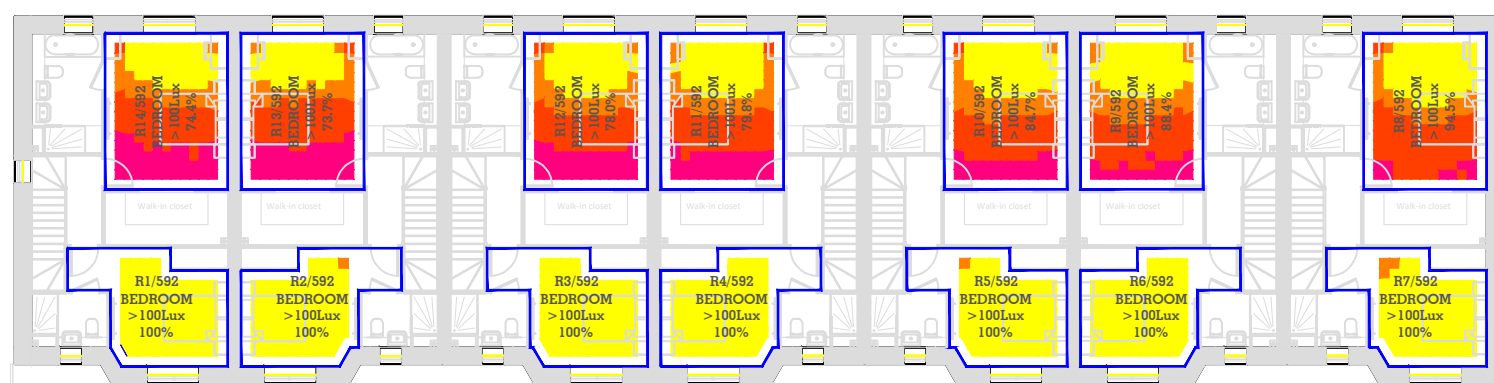 R14/592
BEDROOM
>100Lux
74.4%
R13/592
BEDROOM
>100Lux
73.7%
R12/592
BEDROOM
>100Lux
78.0%
R11/592
BEDROOM
>100Lux
79.8%
R10/592
BEDROOM
>100Lux
84.7%
R9/592
BEDROOM
>100Lux
88.4%
R8/592
BEDROOM
>100Lux
94.5%
Walk-in closet
Walk-in closet
Walk-in closet
Walk-in closet
Walk-in closet
Walk-in closet
Walk-in closet
R1/592
BEDROOM
>100Lux
100%
R2/592
BEDROOM
>100Lux
100%
R3/592
BEDROOM
>100Lux
100%
R4/592
BEDROOM
>100Lux
100%
R5/592
BEDROOM
>100Lux
100%
R6/592
BEDROOM
>100Lux
100%
R7/592
BEDROOM
>100Lux
100%